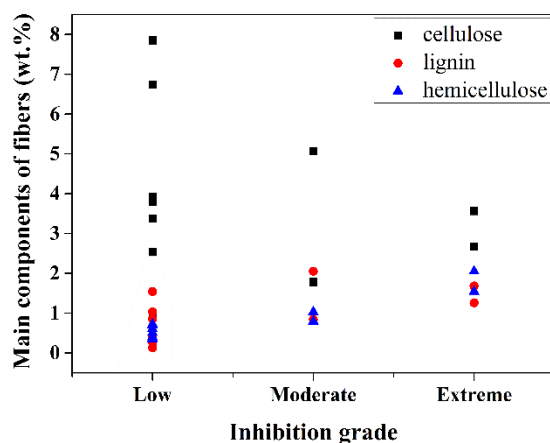 Main components of fibers (wt.%)
8
7
6
5
4
3
2
1
0
cellulose
lignin
hemicellulose
Low
Moderate
Extreme
Inhibition grade